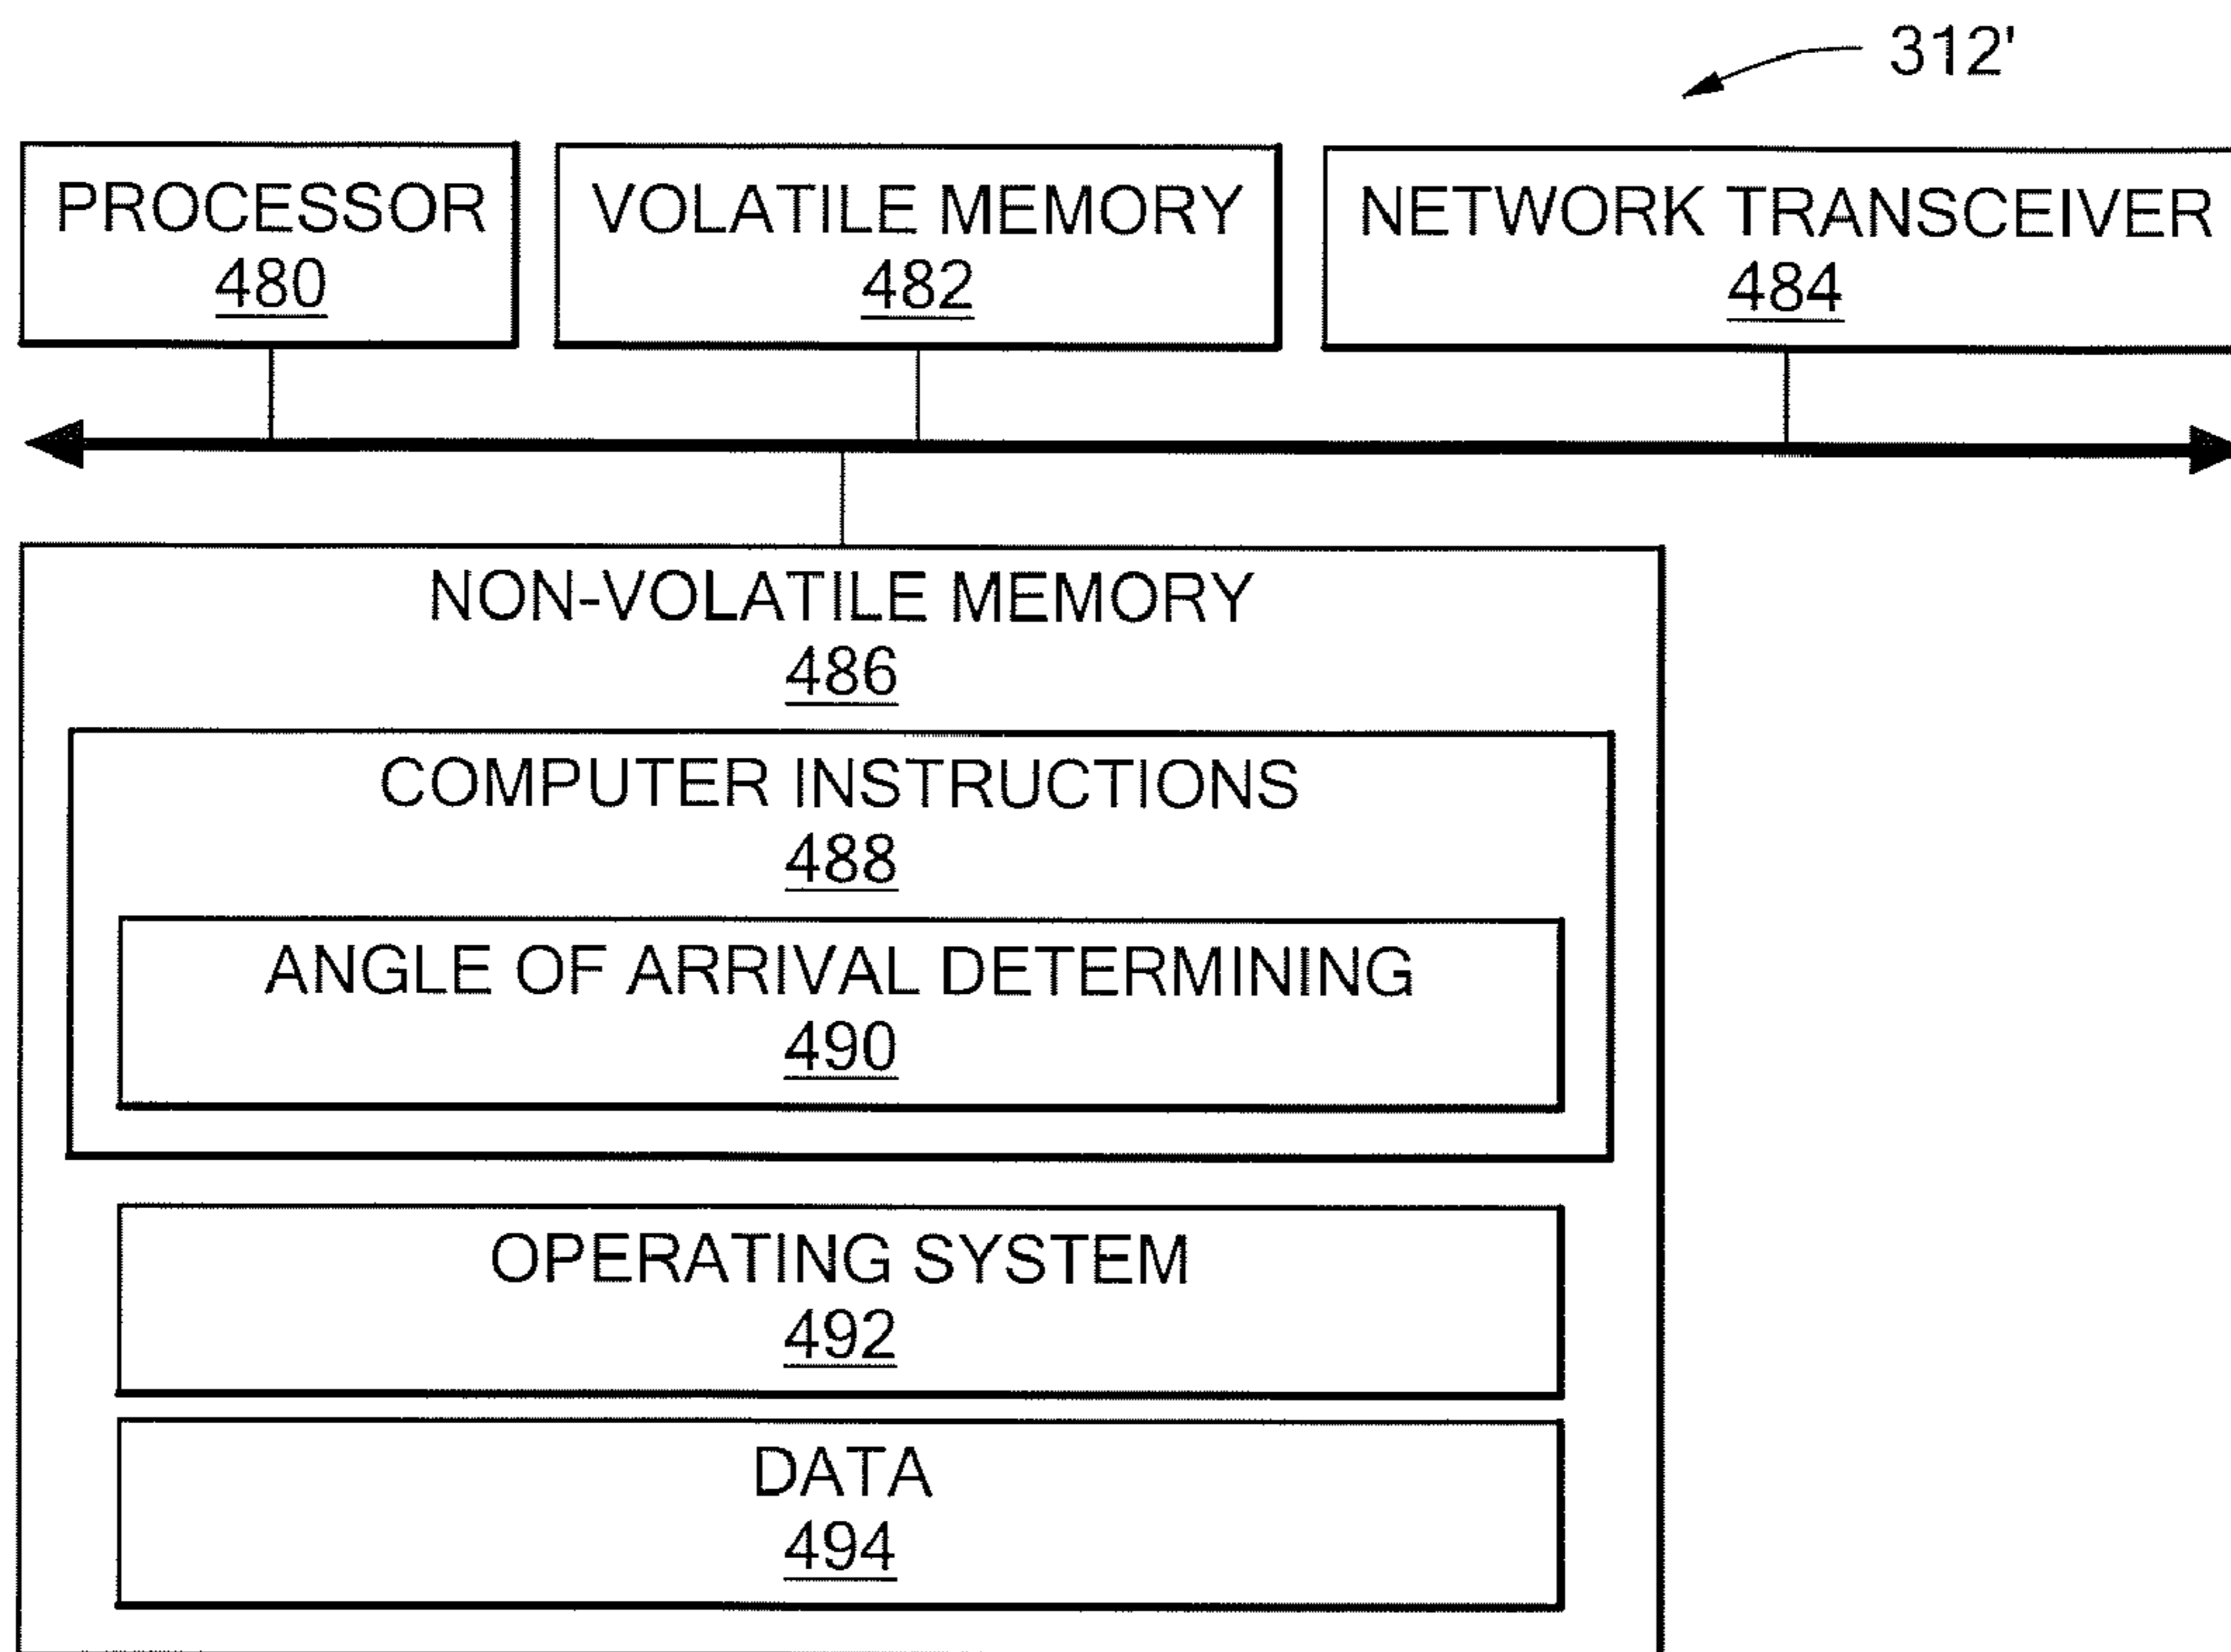 312'
PROCESSOR
480
VOLATILE MEMORY
482
NETWORK TRANSCEIVER
484
NON-VOLATILE MEMORY
486
COMPUTER INSTRUCTIONS
488
ANGLE OF ARRIVAL DETERMINING
490
OPERATING SYSTEM
492
DATA
494